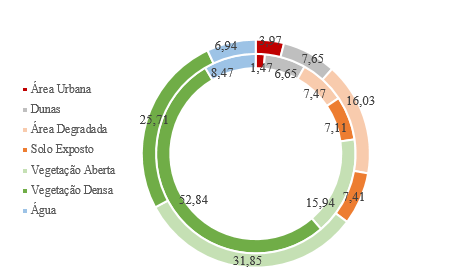 6,94
3,97
7,65
8,47
1,47
6,65
7,47
16,03
Área Urbana
Dunas
Área Degradada
Solo Exposto
Vegetação Aberta
Vegetação Densa
Água
25,71
7,11
52,84
15,94
7,41
31,85